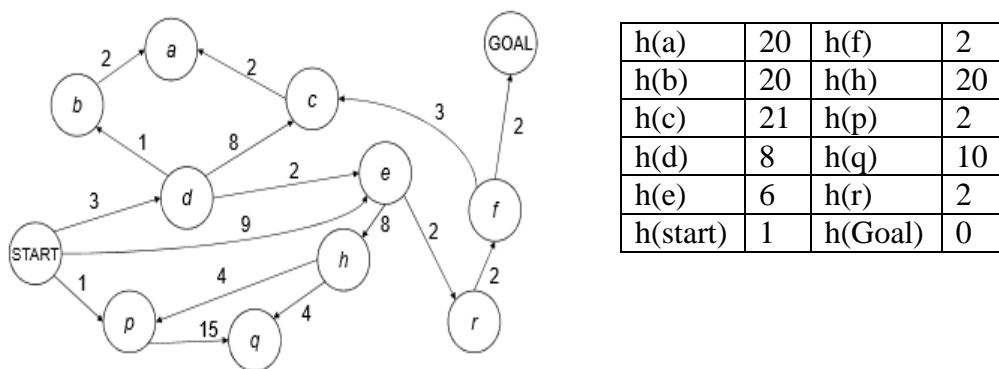 2
a
GOAL
b
2
c
3
2
1
8
d
2
e
3
9
f
START
8
2
h
1
4
2
4
p
15
q
r
h(a) 20 h(f) 2
h(b) 20 h(h) 20
h(c) 21 h(p) 2
h(d) 8 h(q) 10
h(e) 6 h(r) 2
h(start) 1 h(Goal) 0